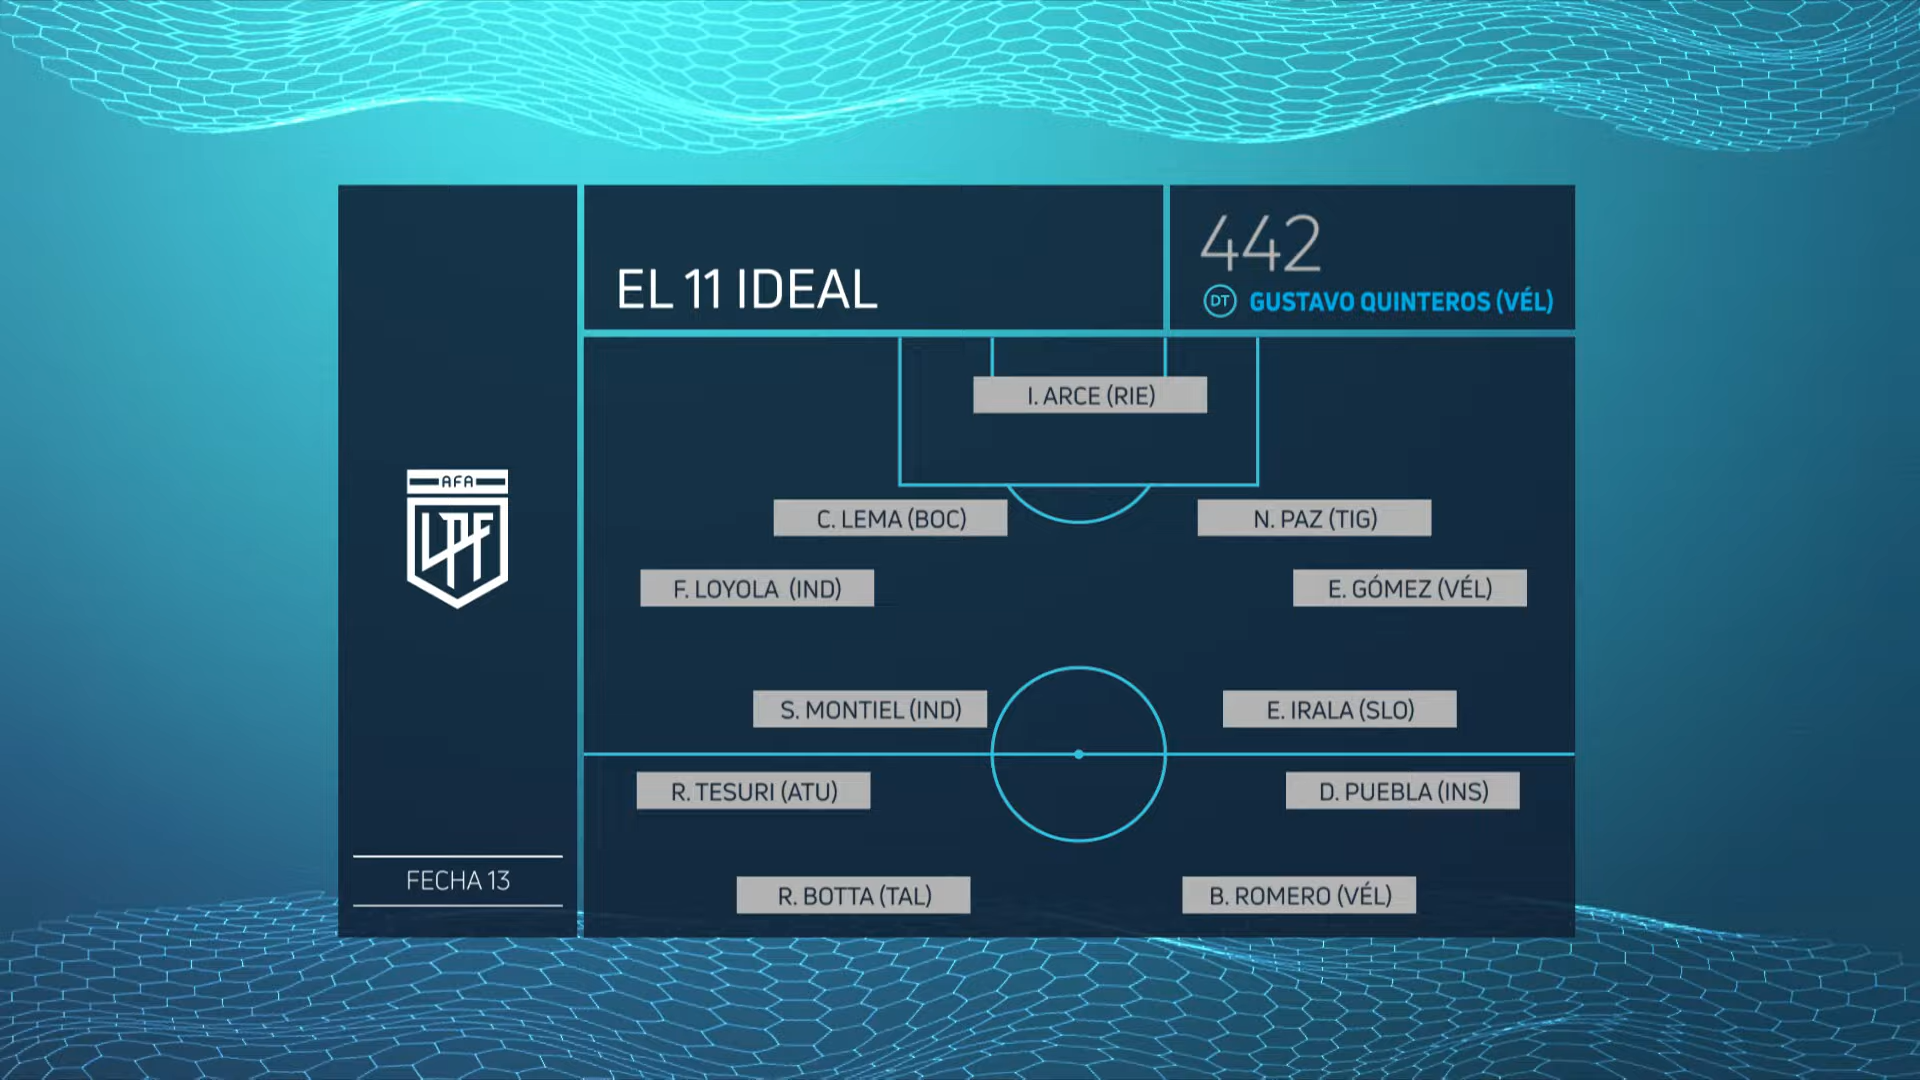 EL 11 IDEAL
442
DT GUSTAVO QUINTEROS (VÉL)
I. ARCE (RIE)
C. LEMA (BOC)
N. PAZ (TIG)
F. LOYOLA (IND)
E. GÓMEZ (VÉL)
AFA
LPF
S. MONTIEL (IND)
E. IRALA (SLO)
R. TESURI (ATU)
D. PUEBLA (INS)
FECHA 13
R. BOTTA (TAL)
B. ROMERO (VÉL)